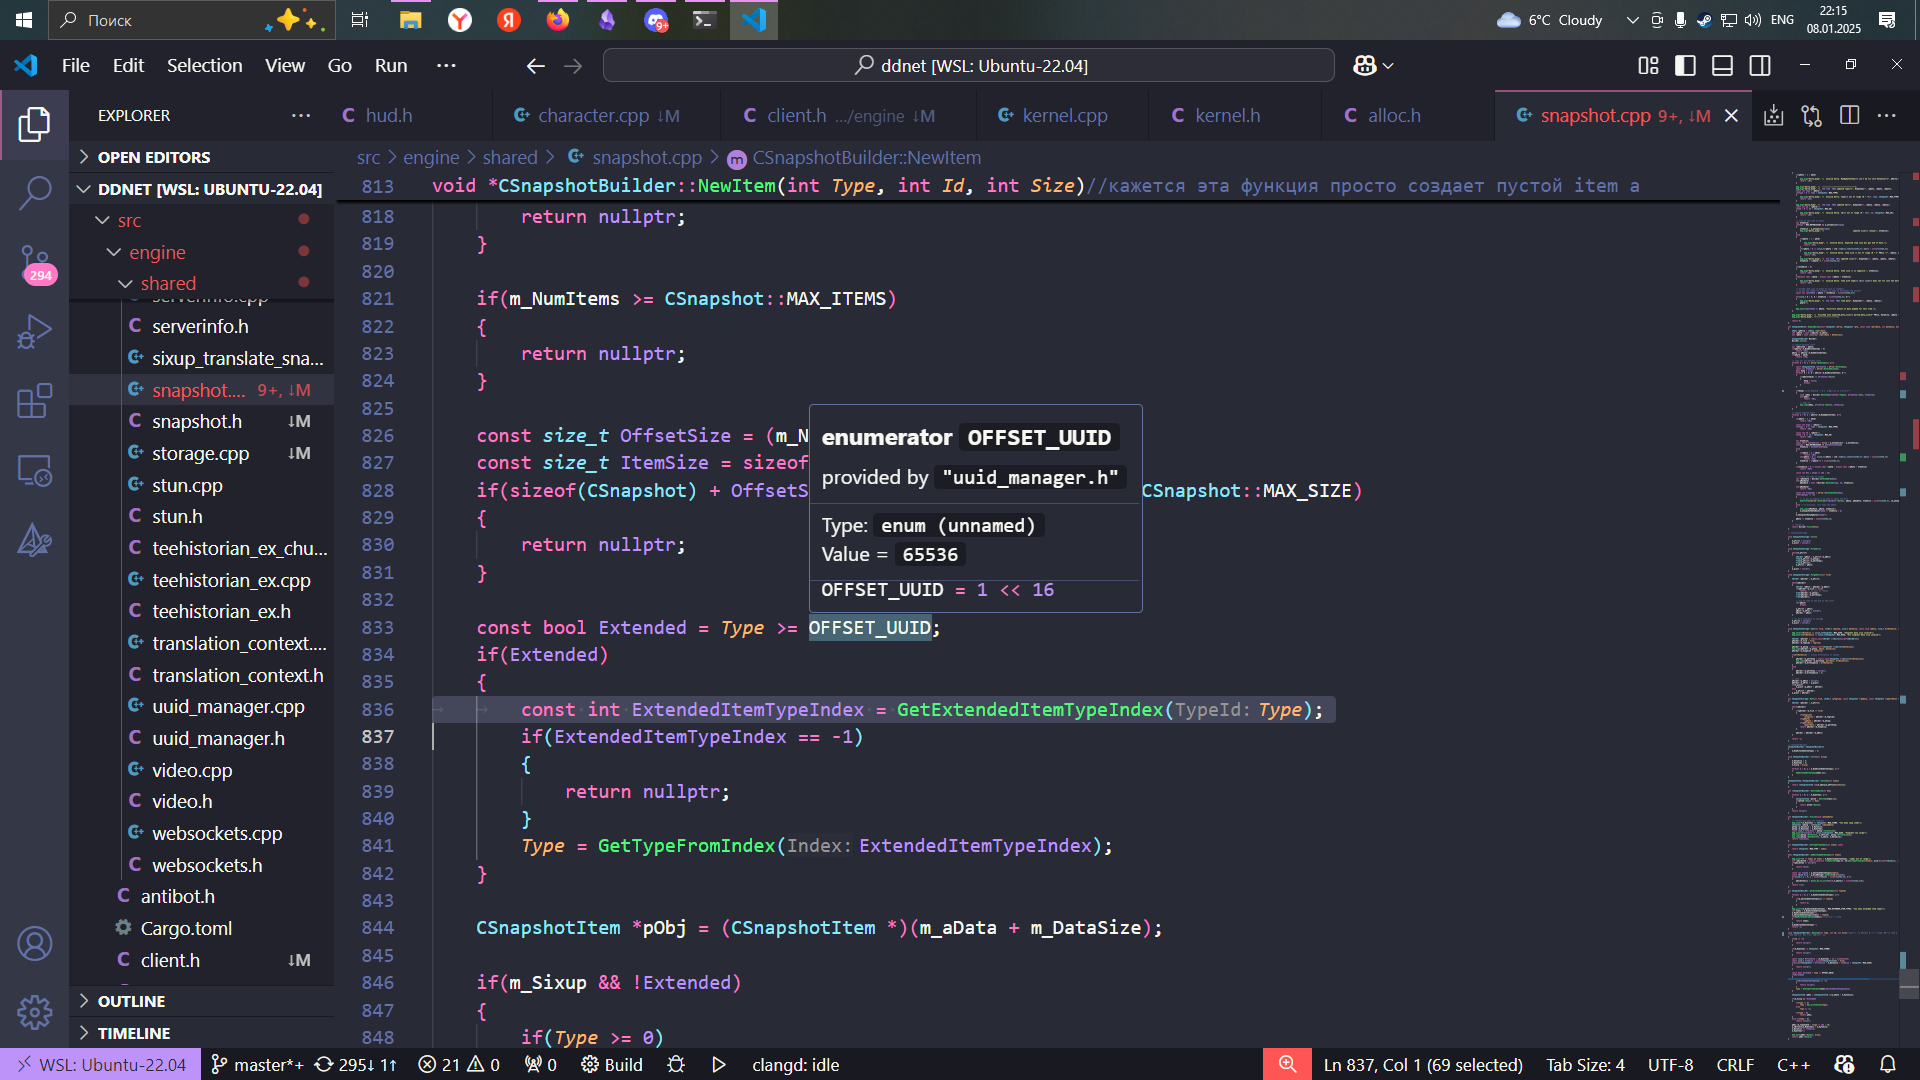 Поиск
9+
6°C Cloudy
ENG
22:15
08.01.2025
File Edit Selection View Go Run ···
ddnet [WSL: Ubuntu-22.04]
EXPLORER
hud.h
character.cpp ↓M
client.h .../engine ↓M
kernel.cpp
kernel.h
alloc.h
snapshot.cpp 9+, ↓M
OPEN EDITORS
DDNET [WSL: UBUNTU-22.04]
src
engine
shared
serverinfo.cpp
serverinfo.h
sixup_translate_sna...
snapshot.... 9+, ↓M
snapshot.h ↓M
storage.cpp ↓M
stun.cpp
stun.h
teehistorian_ex_chu...
teehistorian_ex.cpp
teehistorian_ex.h
translation_context....
translation_context.h
uuid_manager.cpp
uuid_manager.h
video.cpp
video.h
websockets.cpp
websockets.h
antibot.h
Cargo.toml
client.h ↓M
OUTLINE
TIMELINE
294
src > engine > shared > snapshot.cpp > CSnapshotBuilder::NewItem
813 void *CSnapshotBuilder::NewItem(int Type, int Id, int Size)//кажется эта функция просто создает пустой item а
818 return nullptr;
819 }
820
821 if(m_NumItems >= CSnapshot::MAX_ITEMS)
822 {
823 return nullptr;
824 }
825
826 const size_t OffsetSize = (m_N
827 const size_t ItemSize = sizeof
828 if(sizeof(CSnapshot) + OffsetS CSnapshot::MAX_SIZE)
829 {
830 return nullptr;
831 }
832
833 const bool Extended = Type >= OFFSET_UUID;
834 if(Extended)
835 {
836 const int ExtendedItemTypeIndex = GetExtendedItemTypeIndex(TypeId: Type);
837 if(ExtendedItemTypeIndex == -1)
838 {
839 return nullptr;
840 }
841 Type = GetTypeFromIndex(Index: ExtendedItemTypeIndex);
842 }
843
844 CSnapshotItem *pObj = (CSnapshotItem *)(m_aData + m_DataSize);
845
846 if(m_Sixup && !Extended)
847 {
848 if(Type >= 0)
enumerator OFFSET_UUID
provided by "uuid_manager.h"
Type: enum (unnamed)
Value = 65536
OFFSET_UUID = 1 << 16
WSL: Ubuntu-22.04
master*+
295↓ 1↑
21
0
0
Build
clangd: idle
Ln 837, Col 1 (69 selected)
Tab Size: 4
UTF-8
CRLF
C++